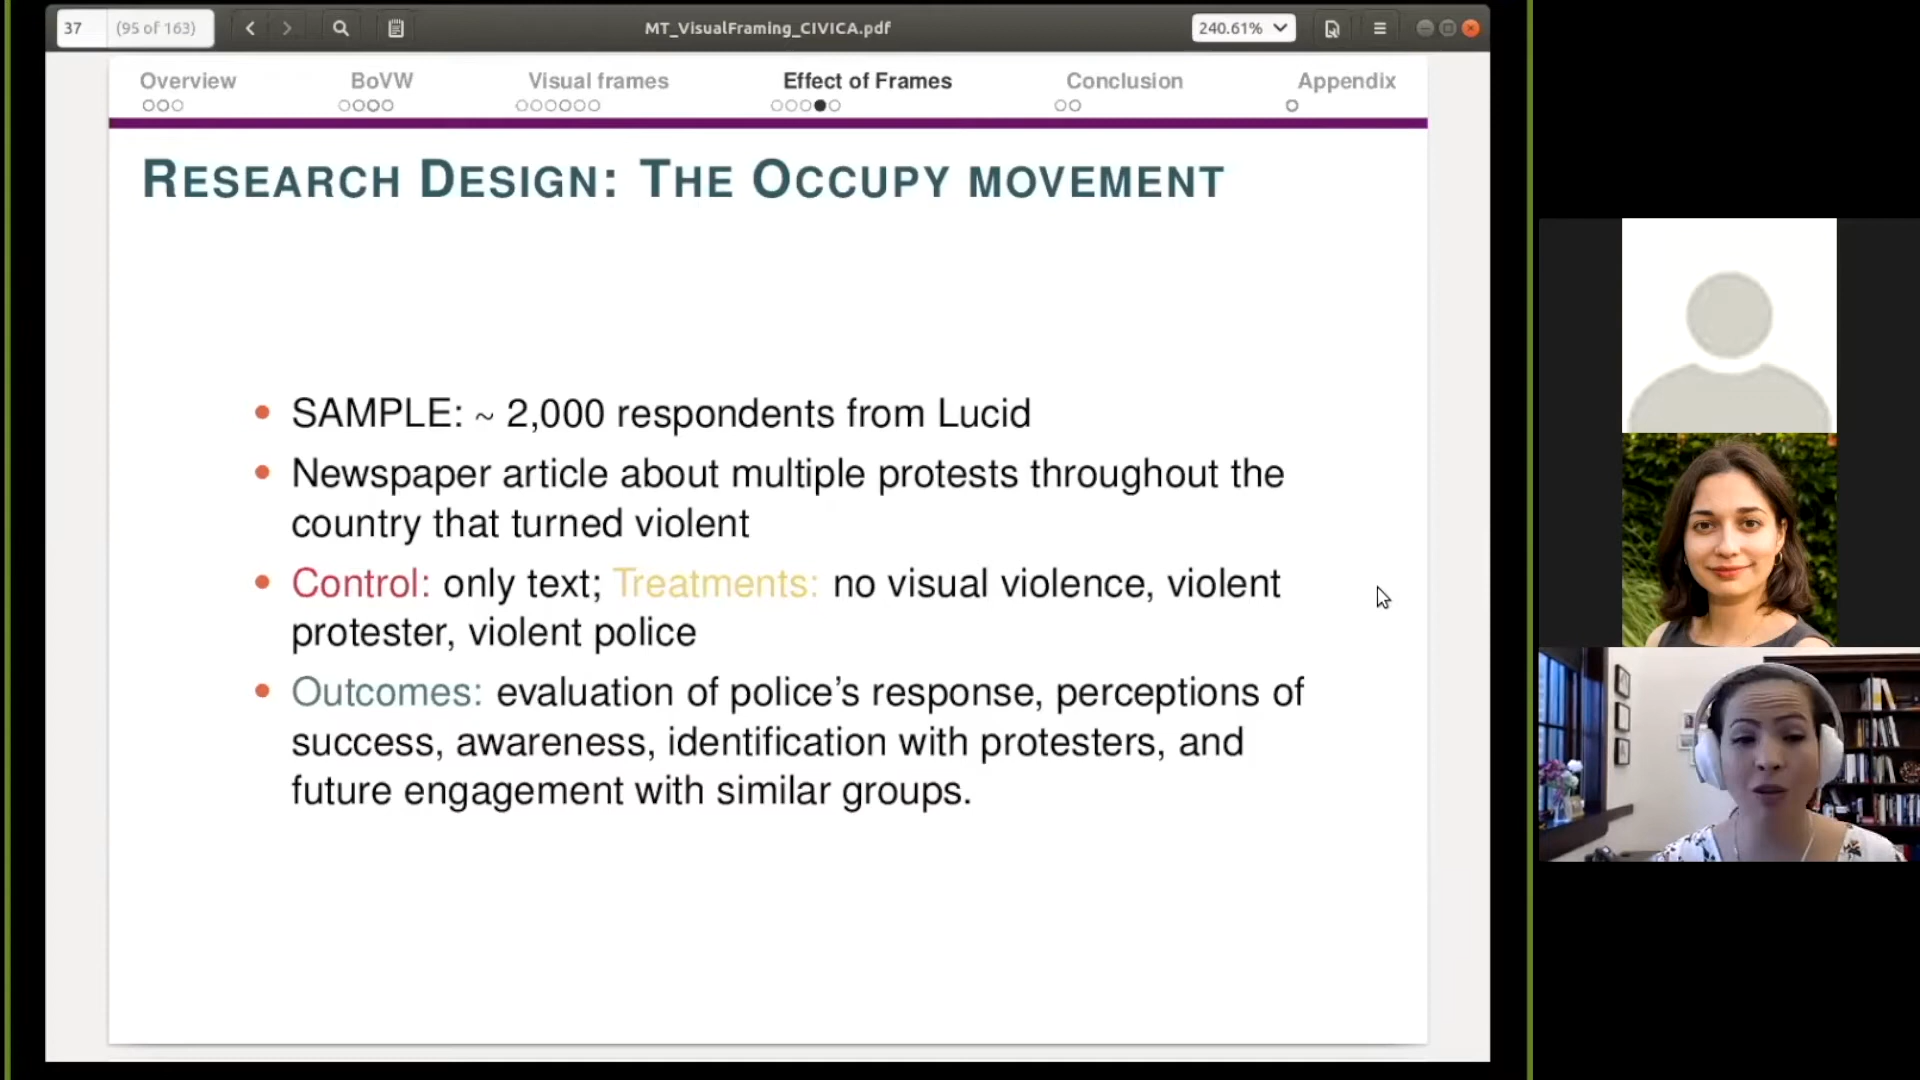 37 (95 of 163) MT_VisualFraming_CIVICA.pdf 240.61%
Overview BoVW Visual frames Effect of Frames Conclusion Appendix
RESEARCH DESIGN: THE OCCUPY MOVEMENT
• SAMPLE: ~ 2,000 respondents from Lucid
• Newspaper article about multiple protests throughout the
country that turned violent
• Control: only text; Treatments: no visual violence, violent
protester, violent police
• Outcomes: evaluation of police’s response, perceptions of
success, awareness, identification with protesters, and
future engagement with similar groups.